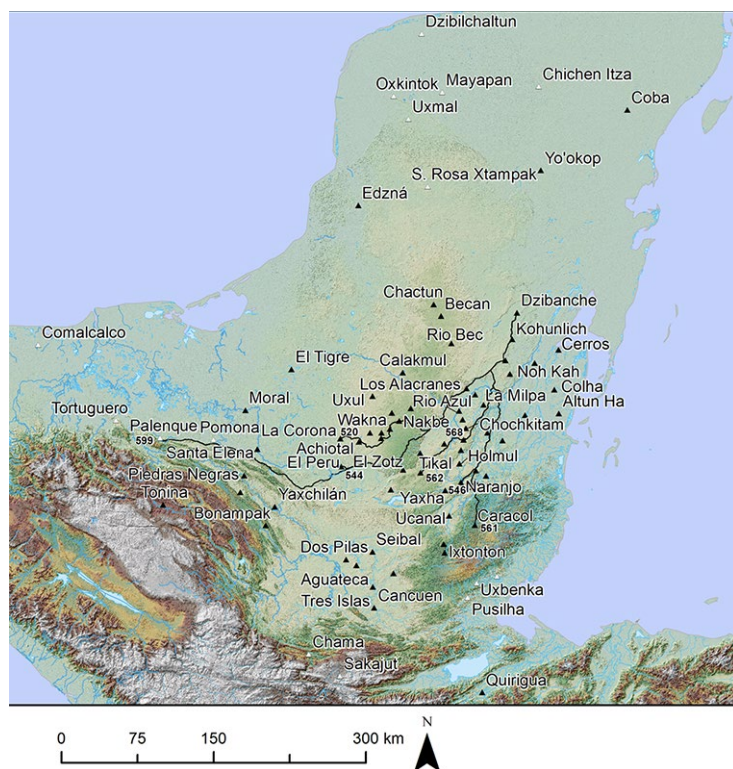 Dzibilchaltun
Oxkintok
Mayapan
Chichen Itza
Uxmal
Coba
Yo'okop
S. Rosa Xtampak
Edzná
Chactun
Becan
Dzibanche
Rio Bec
Kohunlich
Comalcalco
Cerros
El Tigre
Calakmul
Noh Kah
Los Alacranes
Colha
Uxul
Rio Azul
La Milpa
Altun Ha
Moral
Tortuguero
Wakna
Nakbe
Chochkitam
Palenque
Pomona
La Corona
520
568
599
Achiotal
Santa Elena
El Peru
El Zotz
Tikal
Holmul
544
562
Piedras Negras
546
Naranjo
Tonina
Yaxchilán
Yaxha
Bonampak
Ucanal
Caracol
561
Dos Pilas
Seibal
Ixtonton
Aguateca
Cancuen
Uxbenka
Tres Islas
Pusilha
Chama
Sakajut
Quirigua
N
0 75 150 300 km